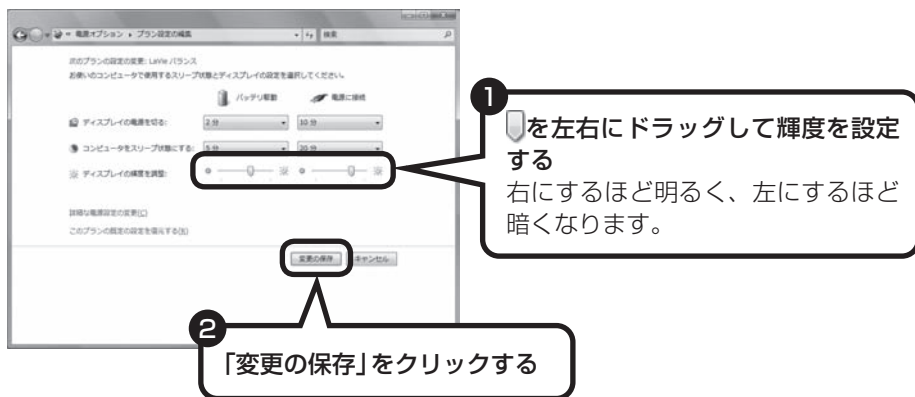 電源オプション ▸ プラン設定の編集
検索
次のプランの設定の変更: LaVie バランス
お使いのコンピュータで使用するスリープ状態とディスプレイの設定を選択してください。
バッテリ駆動 電源に接続
ディスプレイの電源を切る: 2 分 10 分
コンピュータをスリープ状態にする: 5 分 20 分
ディスプレイの輝度を調整:
詳細な電源設定の変更(C)
このプランの既定の設定を復元する(R)
変更の保存 キャンセル
1
を左右にドラッグして輝度を設定
する
右にするほど明るく、左にするほど
暗くなります。
2
「変更の保存」をクリックする